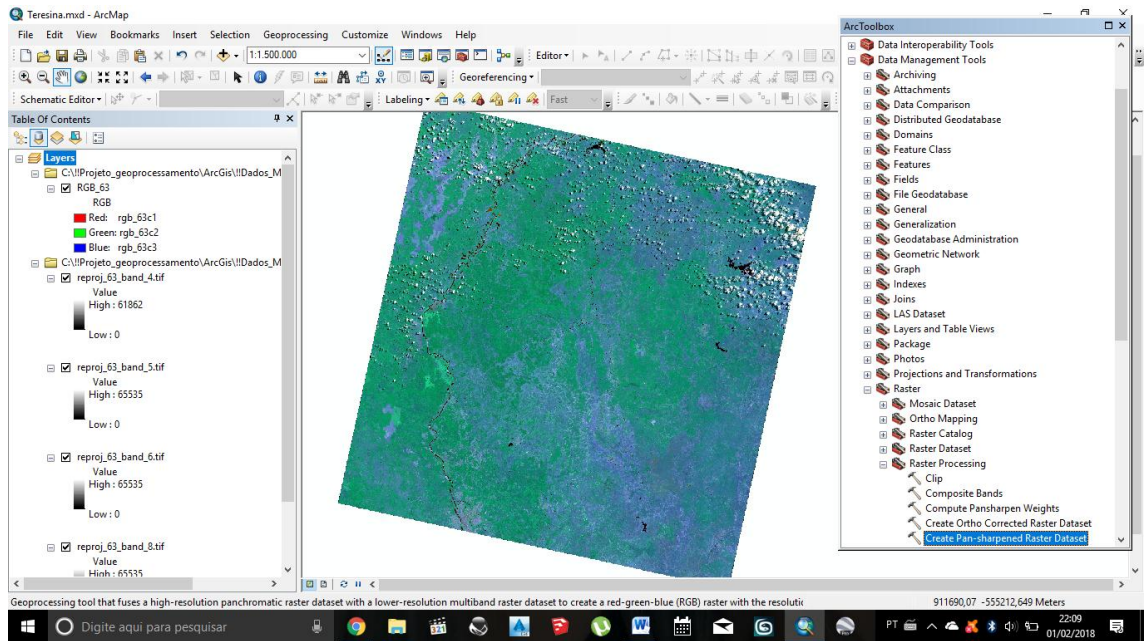 Teresina.mxd - ArcMap
File Edit View Bookmarks Insert Selection Geoprocessing Customize Windows Help
1:1.500.000
Editor
Georeferencing
Schematic Editor
Labeling
Fast
Table Of Contents
Layers
C:\!!Projeto_geoprocessamento\ArcGis\!!Dados_M
RGB_63
RGB
Red: rgb_63c1
Green: rgb_63c2
Blue: rgb_63c3
C:\!!Projeto_geoprocessamento\ArcGis\!!Dados_M
reproj_63_band_4.tif
Value
High : 61862
Low : 0
reproj_63_band_5.tif
Value
High : 65535
Low : 0
reproj_63_band_6.tif
Value
High : 65535
Low : 0
reproj_63_band_8.tif
Value
High : 65535
ArcToolbox
Data Interoperability Tools
Data Management Tools
Archiving
Attachments
Data Comparison
Distributed Geodatabase
Domains
Feature Class
Features
Fields
File Geodatabase
General
Generalization
Geodatabase Administration
Geometric Network
Graph
Indexes
Joins
LAS Dataset
Layers and Table Views
Package
Photos
Projections and Transformations
Raster
Mosaic Dataset
Ortho Mapping
Raster Catalog
Raster Dataset
Raster Processing
Clip
Composite Bands
Compute Pansharpen Weights
Create Ortho Corrected Raster Dataset
Create Pan-sharpened Raster Dataset
Geoprocessing tool that fuses a high-resolution panchromatic raster dataset with a lower-resolution multiband raster dataset to create a red-green-blue (RGB) raster with the resolutic
911690,07 -555212,649 Meters
Digite aqui para pesquisar
PT
22:09
01/02/2018